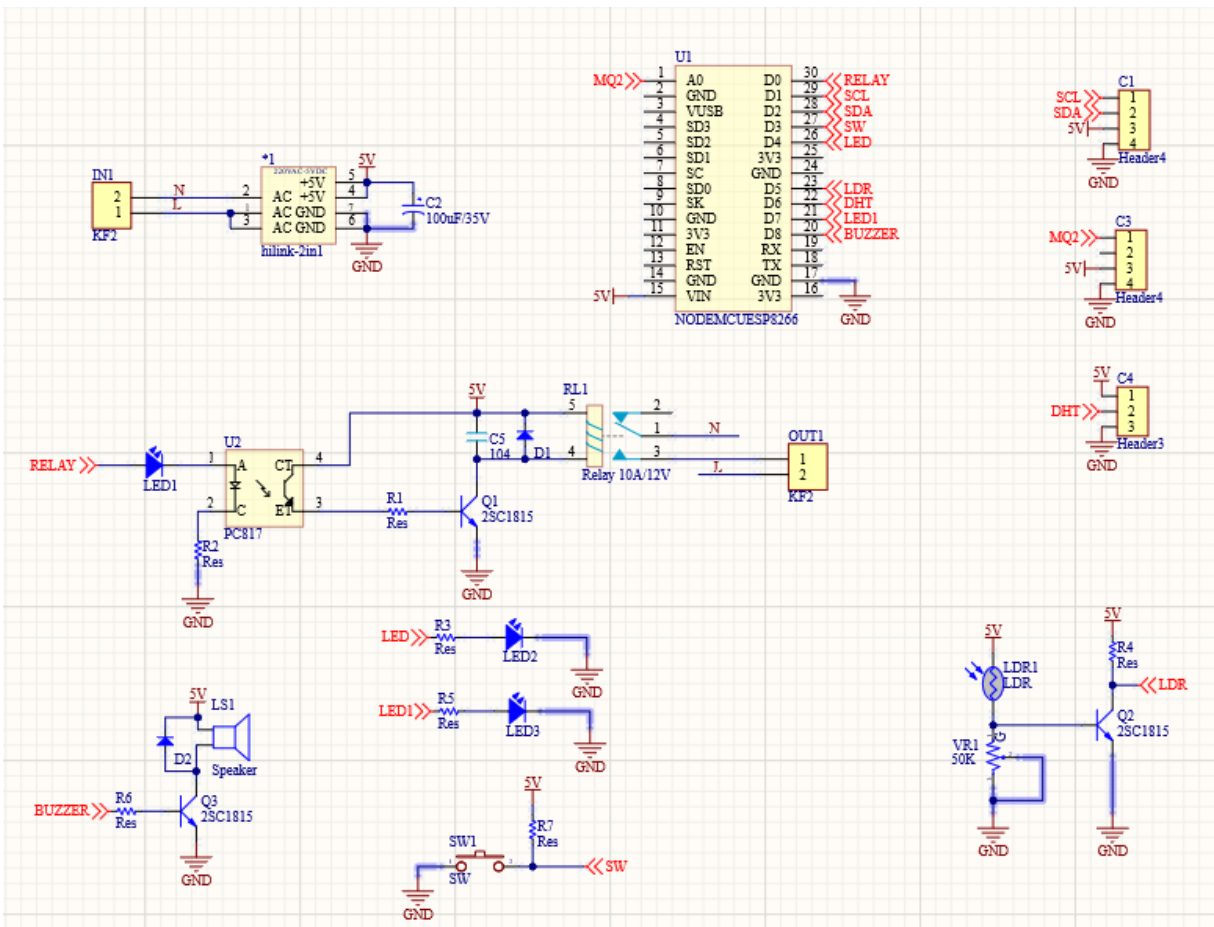 IN1
2
1
KF2
N
L
*1
220VAC-5VDC
2
1
3
AC
AC
AC
+5V
+5V
GND
GND
5
4
7
6
hilink-2in1
5V
+
C2
100uF/35V
GND
U1
MQ2
1 A0 D0 30 RELAY
2 GND D1 29 SCL
3 VUSB D2 28 SDA
4 SD3 D3 27 SW
5 SD2 D4 26 LED
6 SD1 3V3 25
7 SC GND 24
8 SD0 D5 23 LDR
9 SK D6 22 DHT
10 GND D7 21 LED1
11 3V3 D8 20 BUZZER
12 EN RX 19
13 RST TX 18
14 GND GND 17
5V 15 VIN 3V3 16
NODEMCUESP8266
GND
C1
SCL 1
SDA 2
5V 3
4
Header4
GND
C3
MQ2 1
2
5V 3
4
Header4
GND
C4
5V
1
DHT 2
3
Header3
GND
RELAY
LED1
U2
1 A CT 4
2 C ET 3
PC817
R2
Res
GND
R1
Res
5V
C5
104
D1
Q1
2SC1815
GND
RL1
5
4
2
1
3
Relay 10A/12V
N
L
OUT1
1
2
KF2
LED
R3
Res
LED2
GND
LED1
R5
Res
LED3
GND
5V
LS1
D2
Speaker
BUZZER
R6
Res
Q3
2SC1815
GND
5V
R7
Res
SW1
1
2
SW
SW
GND
5V
LDR1
LDR
VR1
50K
G
2
GND
5V
R4
Res
LDR
Q2
2SC1815
GND